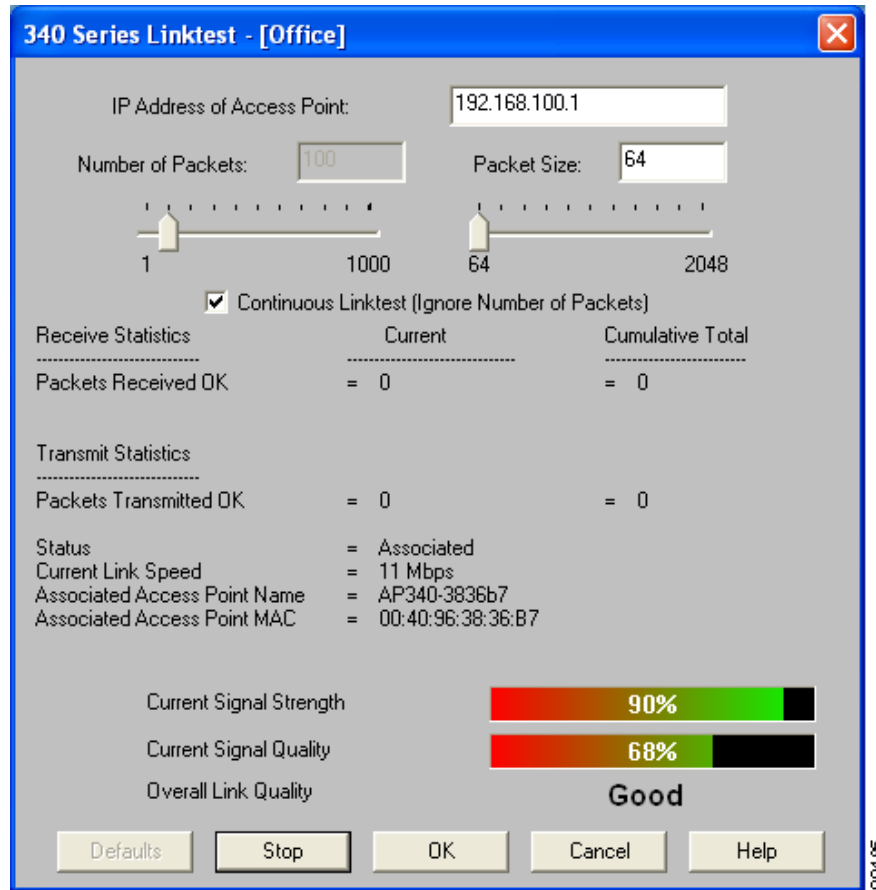 340 Series Linktest - [Office]
IP Address of Access Point: 192.168.100.1
Number of Packets: 100 Packet Size: 64
1 1000 64 2048
Continuous Linktest (Ignore Number of Packets)
Receive Statistics Current Cumulative Total
Packets Received OK = 0 = 0
Transmit Statistics
Packets Transmitted OK = 0 = 0
Status = Associated
Current Link Speed = 11 Mbps
Associated Access Point Name = AP340-3836b7
Associated Access Point MAC = 00:40:96:38:36:B7
Current Signal Strength 90%
Current Signal Quality 68%
Overall Link Quality Good
Defaults Stop OK Cancel Help